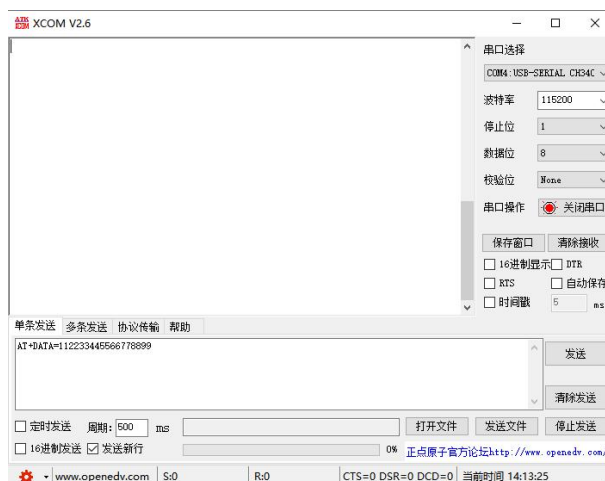 XCOM V2.6
串口选择
COM4:USB-SERIAL CH34C
波特率 115200
停止位 1
数据位 8
校验位 None
串口操作 关闭串口
保存窗口 清除接收
16进制显示 DTR
RTS 自动保存
时间戳 5 ms
单条发送 多条发送 协议传输 帮助
AT+DATA=112233445566778899
发送
清除发送
定时发送 周期: 500 ms 打开文件 发送文件 停止发送
16进制发送 发送新行 0% 正点原子官方论坛http://www.openedv.com/
www.openedv.com S:0 R:0 CTS=0 DSR=0 DCD=0 当前时间 14:13:25